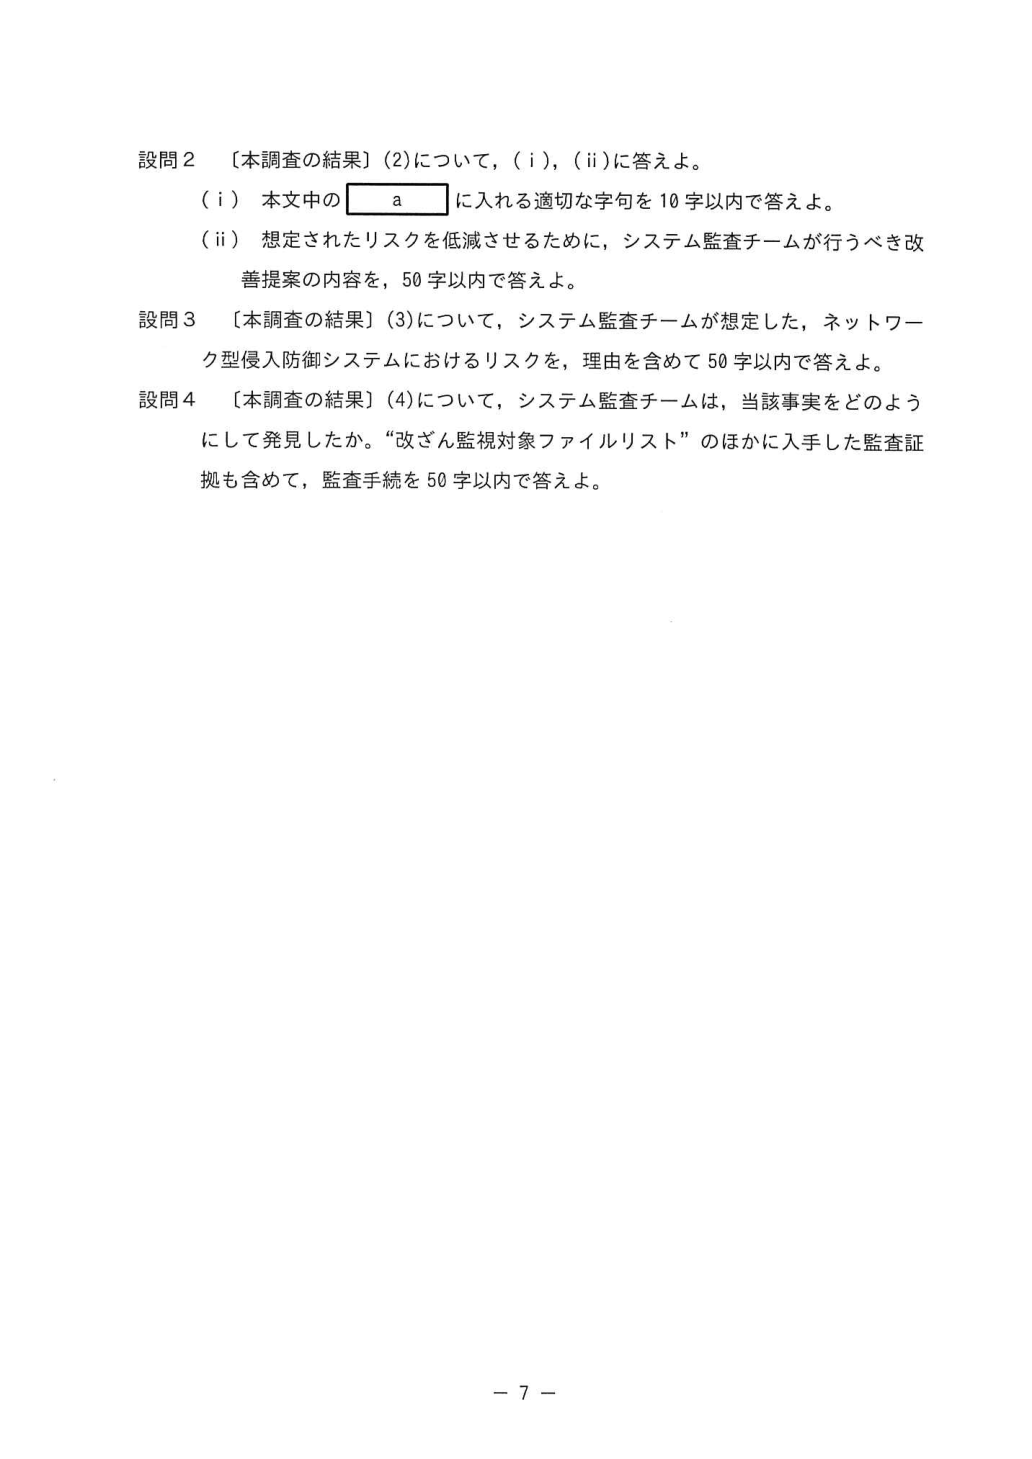 設問２　〔本調査の結果〕(2)について，(ⅰ)，(ⅱ)に答えよ。
(ⅰ)　本文中の a に入れる適切な字句を 10 字以内で答えよ。
(ⅱ)　想定されたリスクを低減させるために，システム監査チームが行うべき改
善提案の内容を，50 字以内で答えよ。
設問３　〔本調査の結果〕(3)について，システム監査チームが想定した，ネットワー
ク型侵入防御システムにおけるリスクを，理由を含めて 50 字以内で答えよ。
設問４　〔本調査の結果〕(4)について，システム監査チームは，当該事実をどのよう
にして発見したか。“改ざん監視対象ファイルリスト”のほかに入手した監査証
拠も含めて，監査手続を 50 字以内で答えよ。
－ 7 －